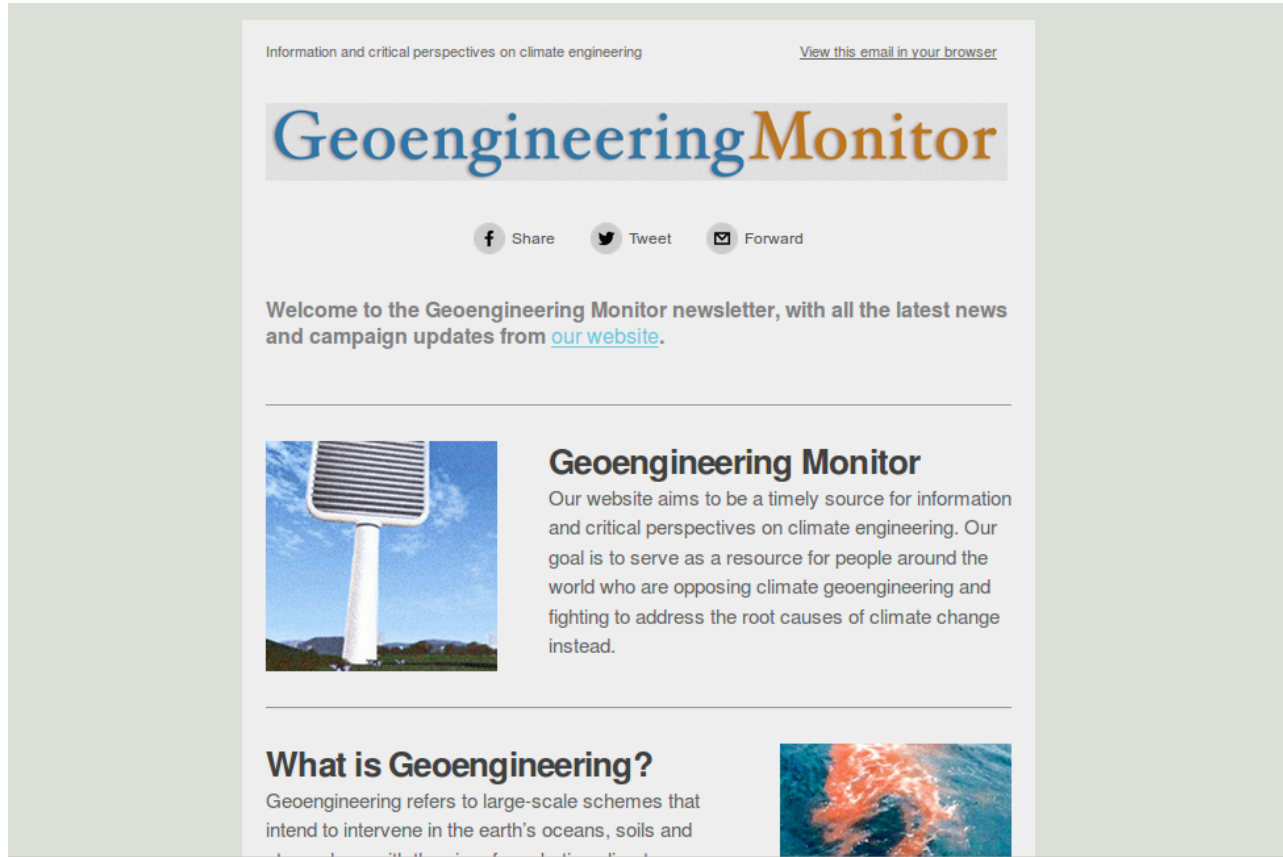 Information and critical perspectives on climate engineering
View this email in your browser
GeoengineeringMonitor
Share Tweet Forward
Welcome to the Geoengineering Monitor newsletter, with all the latest news
and campaign updates from our website.
Geoengineering Monitor
Our website aims to be a timely source for information
and critical perspectives on climate engineering. Our
goal is to serve as a resource for people around the
world who are opposing climate geoengineering and
fighting to address the root causes of climate change
instead.
What is Geoengineering?
Geoengineering refers to large-scale schemes that
intend to intervene in the earth's oceans, soils and